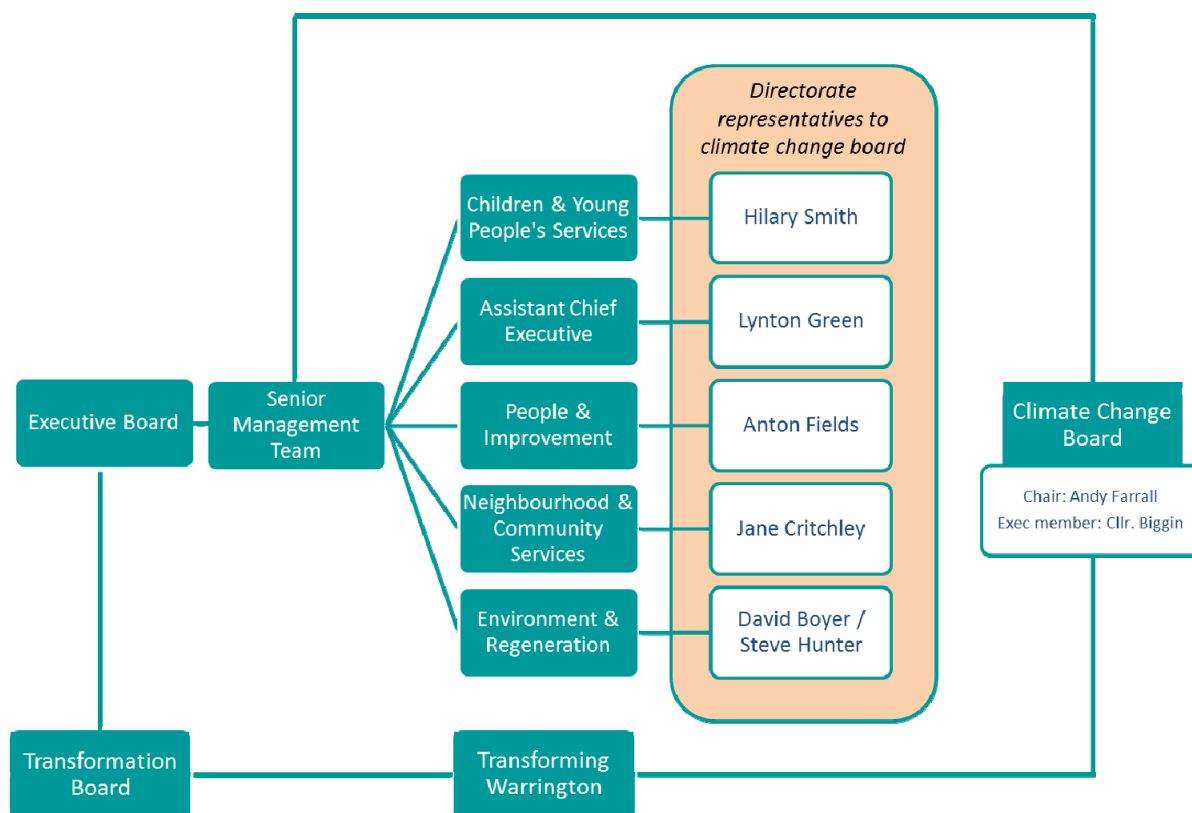 Directorate
representatives to
climate change board
Children & Young
People's Services
Hilary Smith
Assistant Chief
Executive
Lynton Green
Executive Board
Senior
Management
Team
People &
Improvement
Anton Fields
Climate Change
Board
Chair: Andy Farrall
Exec member: Cllr. Biggin
Neighbourhood &
Community
Services
Jane Critchley
Environment &
Regeneration
David Boyer /
Steve Hunter
Transformation
Board
Transforming
Warrington